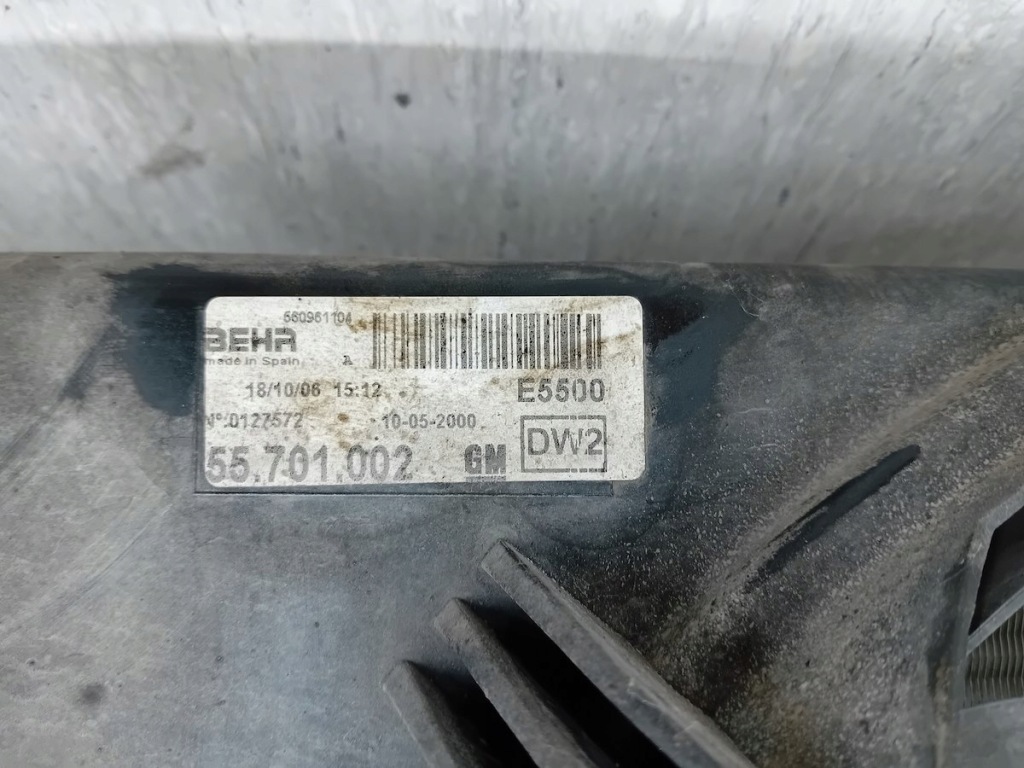 560961104
BEHR
made in Spain A
18/10/06 15:12 E5500
N°:0127572 10-05-2000
DW2
55.701.002 GM